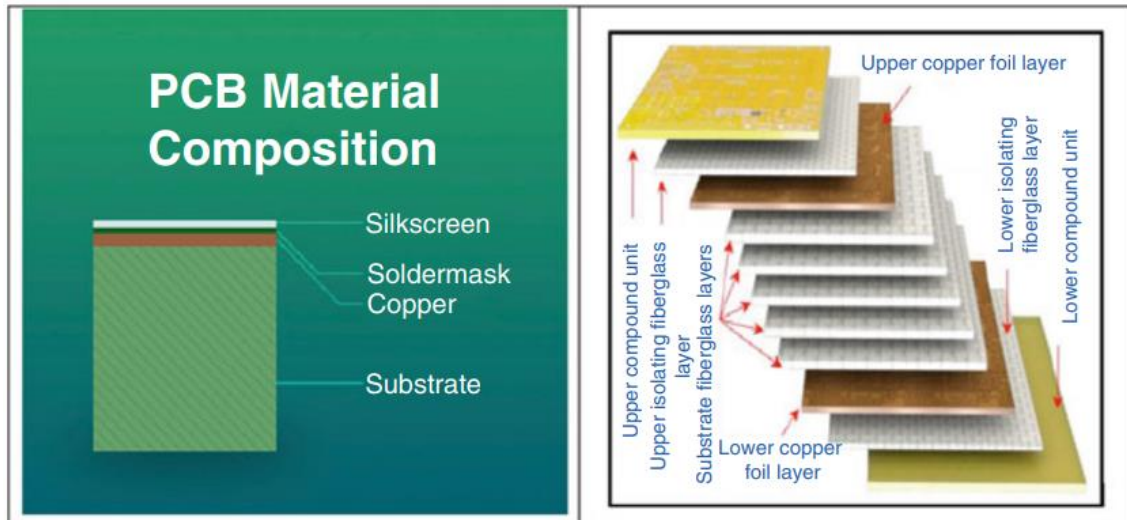 PCB Material
Composition
Silkscreen
Soldermask
Copper
Substrate
Upper copper foil layer
Upper compound unit
Upper isolating fiberglass
layer
Substrate fiberglass layers
Lower copper
foil layer
Lower isolating
fiberglass layer
Lower compound unit